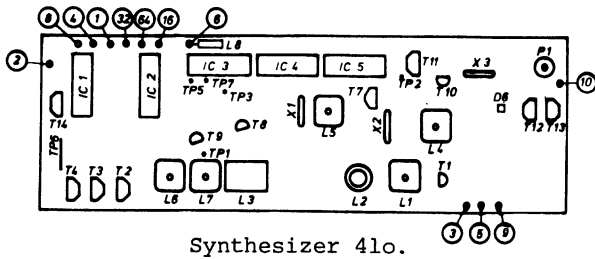 8 4 1 32 64 16 6
L8
2
IC 1
IC 2
IC 3
IC 4
IC 5
T11
X3
P1
TP5
TP7
TP3
TP2
T10
10
T14
X1
L5
T7
X2
D6
T12
T13
T8
T9
L4
TP6
TP1
T4
T3
T2
L6
L7
L3
L2
L1
T1
3 5 9
Synthesizer 4lo.